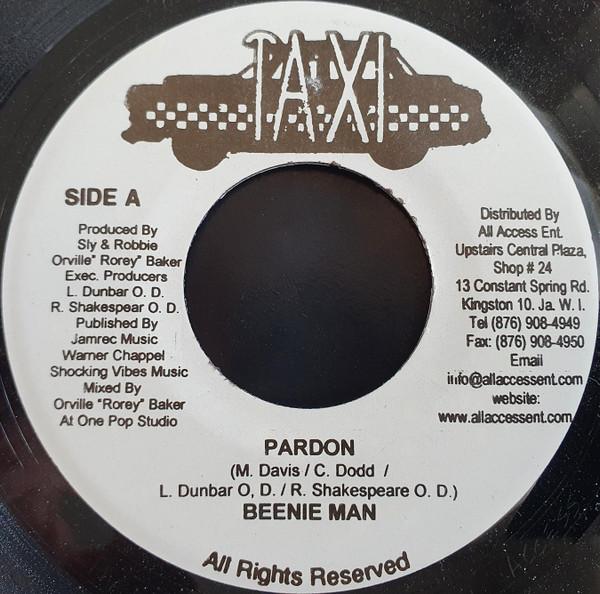 TAXI
SIDE A
Produced By
Sly & Robbie
Orville "Rorey" Baker
Exec. Producers
L. Dunbar O. D.
R. Shakespear O. D.
Published By
Jamrec Music
Warner Chappel
Shocking Vibes Music
Mixed By
Orville "Rorey" Baker
At One Pop Studio
Distributed By
All Access Ent.
Upstairs Central Plaza,
Shop # 24
13 Constant Spring Rd.
Kingston 10. Ja. W. I.
Tel (876) 908-4949
Fax: (876) 908-4950
Email
info@allaccessent.com
website:
www.allaccessent.com
PARDON
(M. Davis / C. Dodd /
L. Dunbar O, D. / R. Shakespeare O. D.)
BEENIE MAN
All Rights Reserved